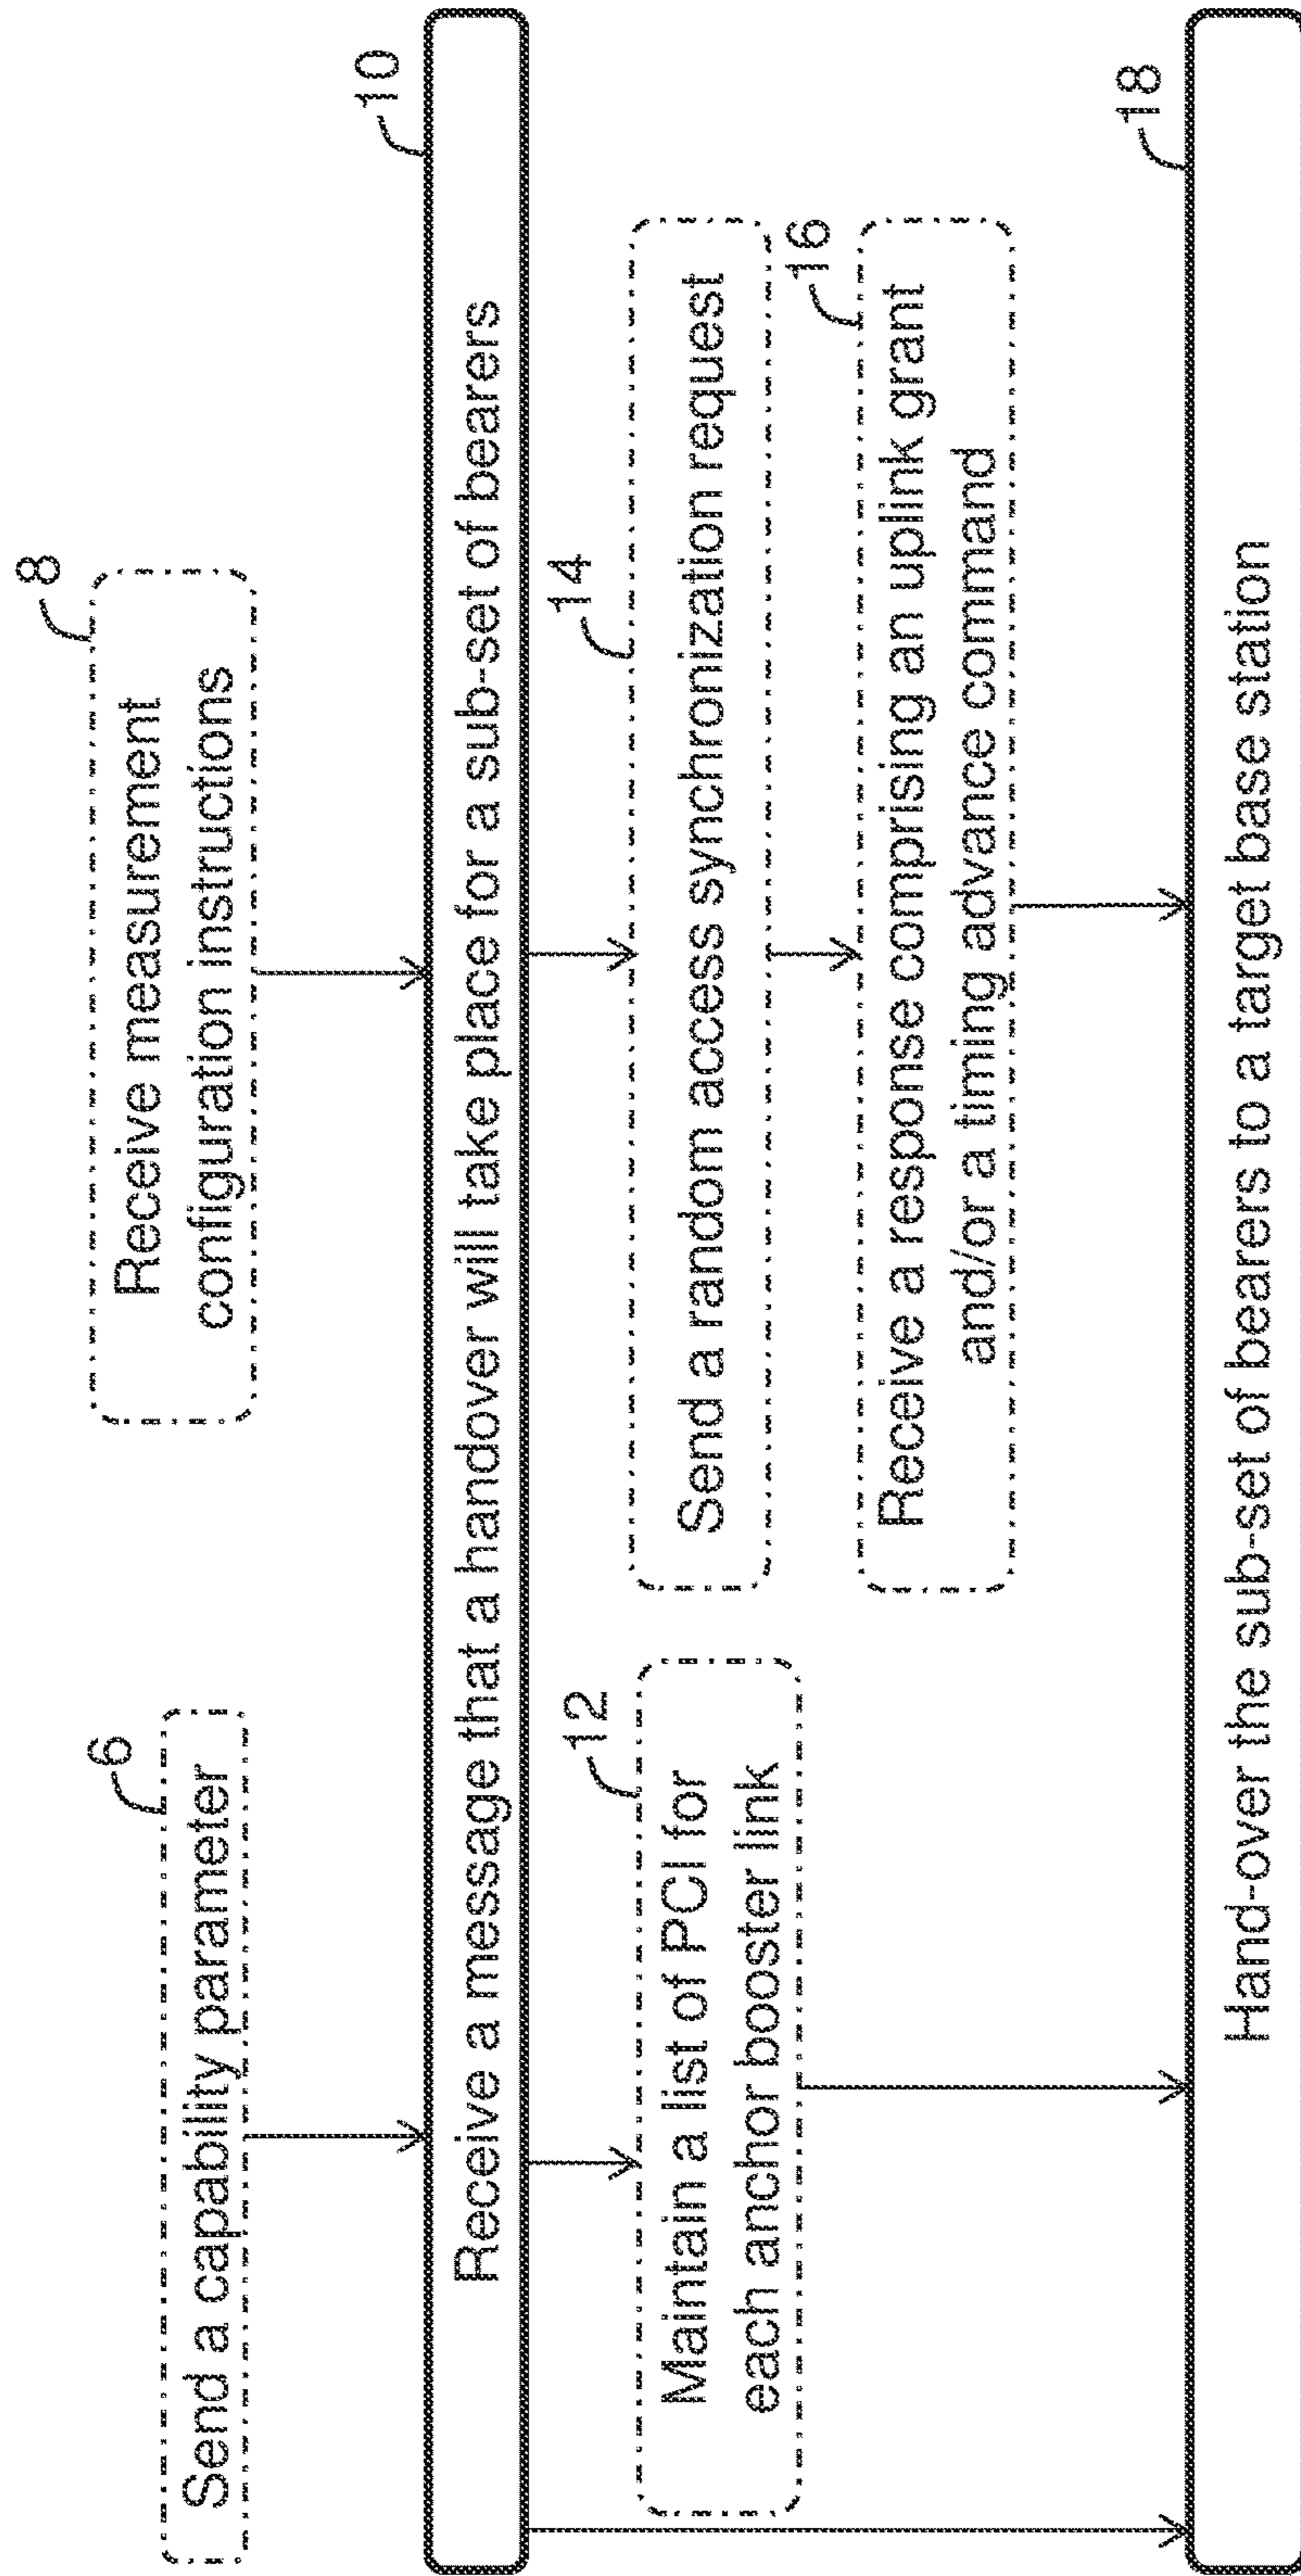 6
Send a capability parameter
8
Receive measurement
configuration instructions
10
Receive a message that a handover will take place for a sub-set of bearers
12
Maintain a list of PCI for
each anchor booster link
14
Send a random access synchronization request
16
Receive a response comprising an uplink grant
and/or a timing advance command
18
Hand-over the sub-set of bearers to a target base station